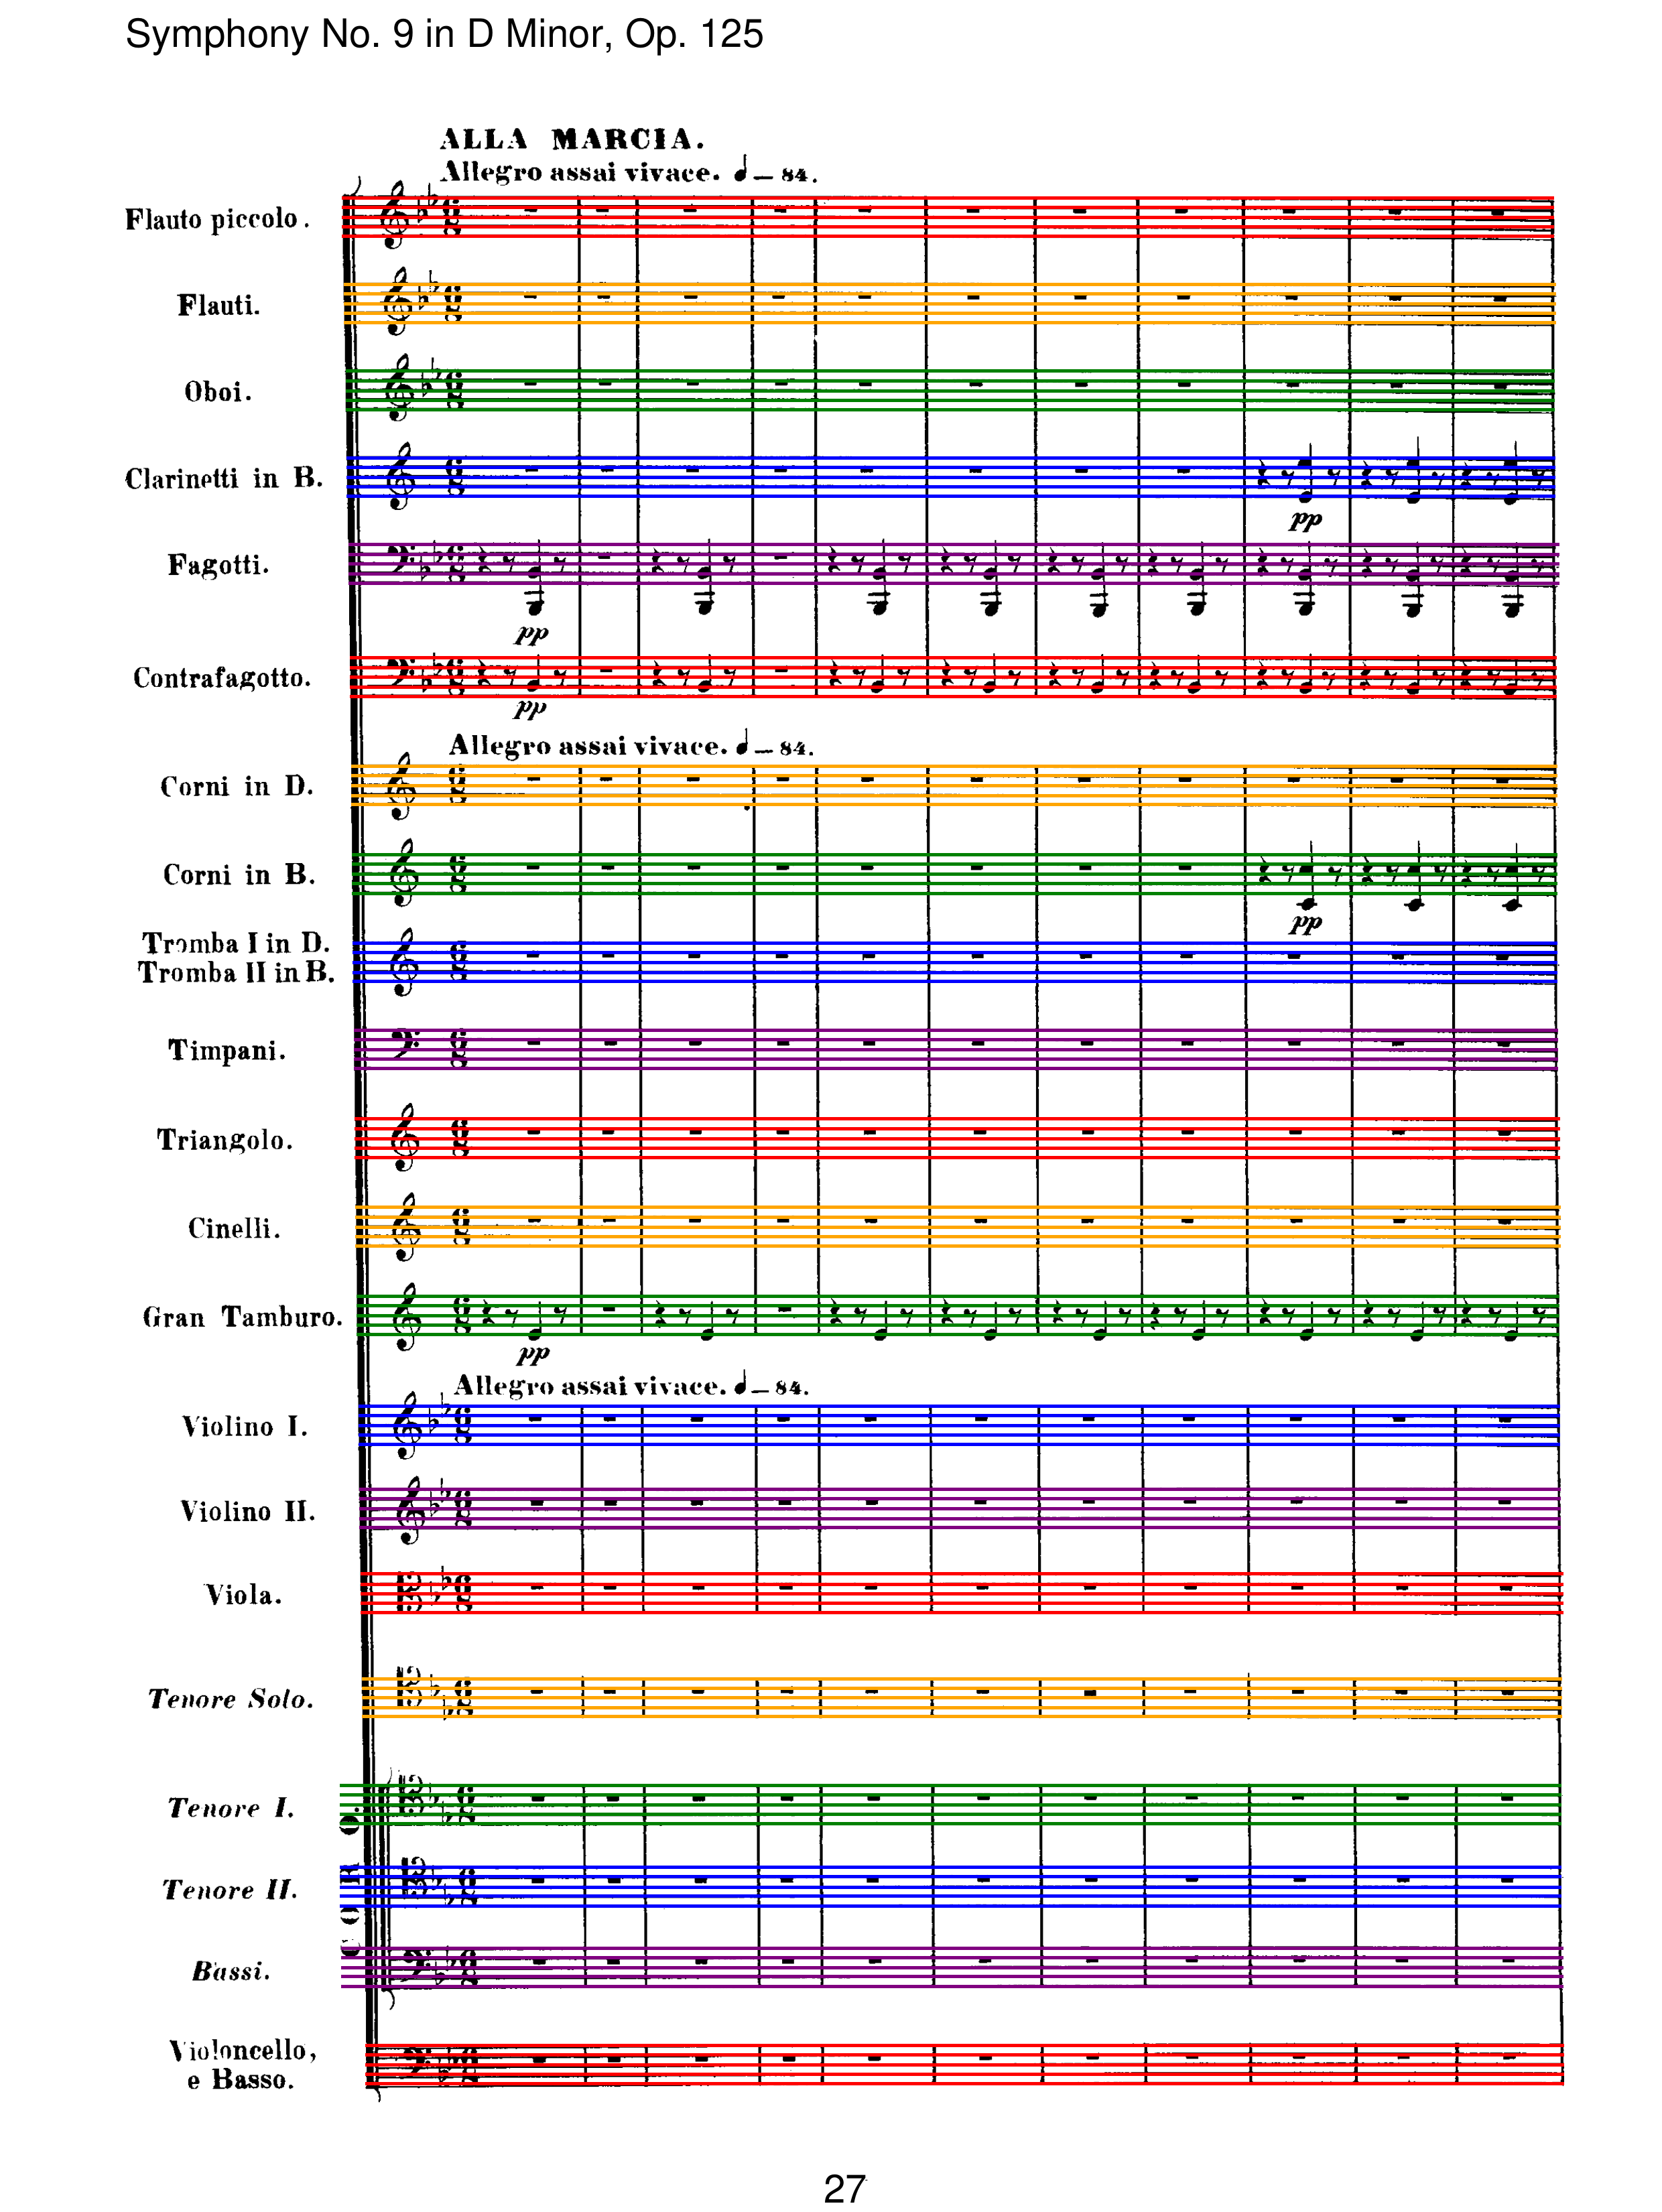 Symphony No. 9 in D Minor, Op. 125
ALLA MARCIA.
Allegro assai vivace. ♩— 84.
Flauto piccolo.
Flauti.
Oboi.
Clarinetti in B.
pp
Fagotti.
pp
Contrafagotto.
pp
Allegro assai vivace. ♩— 84.
Corni in D.
Corni in B.
pp
Tromba I in D.
Tromba II in B.
Timpani.
Triangolo.
Cinelli.
Gran Tamburo.
pp
Allegro assai vivace. ♩— 84.
Violino I.
Violino II.
Viola.
Tenore Solo.
CORO.
Tenore I.
Tenore II.
Bassi.
Violoncello,
e Basso.
27